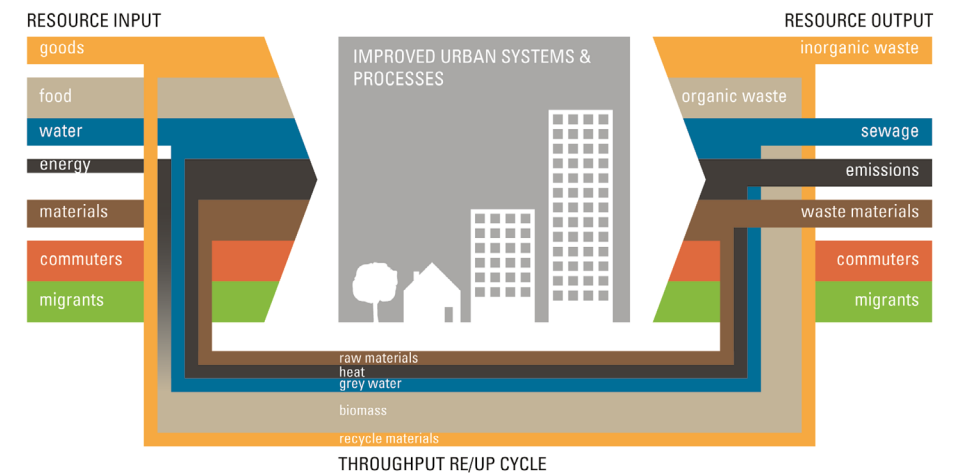 RESOURCE INPUT
RESOURCE OUTPUT
goods
food
water
energy
materials
commuters
migrants
IMPROVED URBAN SYSTEMS &
PROCESSES
inorganic waste
organic waste
sewage
emissions
waste materials
commuters
migrants
raw materials
heat
grey water
biomass
recycle materials
THROUGHPUT RE/UP CYCLE